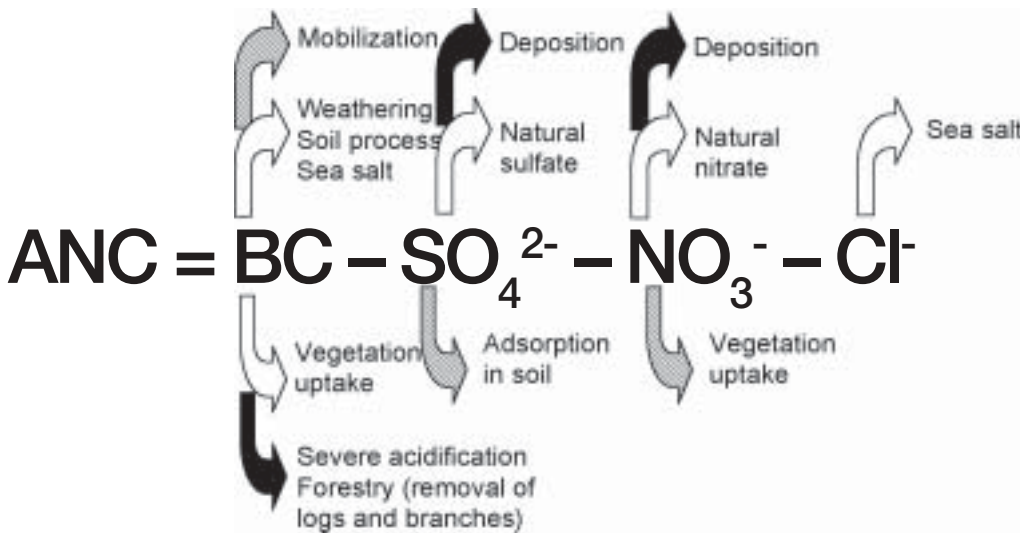 Mobilization
Deposition
Deposition
Weathering
Soil process
Sea salt
Natural
sulfate
Natural
nitrate
Sea salt
ANC = BC – SO₄²⁻ – NO₃⁻ – Cl⁻
Vegetation
uptake
Adsorption
in soil
Vegetation
uptake
Severe acidification
Forestry (removal of
logs and branches)